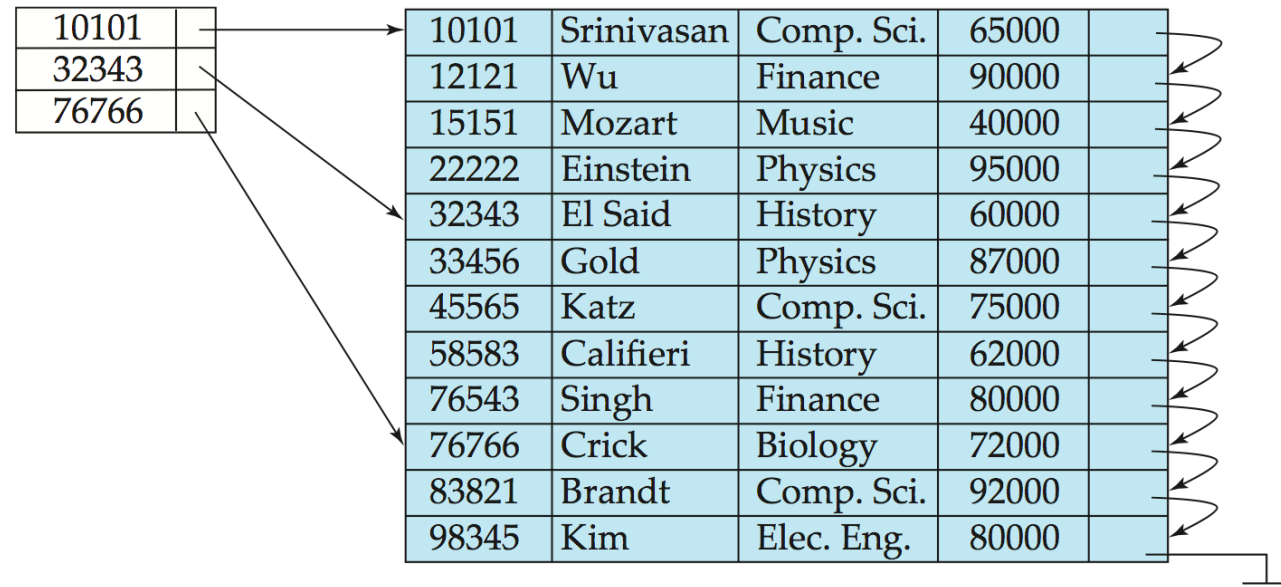 10101
32343
76766
10101 Srinivasan Comp. Sci. 65000
12121 Wu Finance 90000
15151 Mozart Music 40000
22222 Einstein Physics 95000
32343 El Said History 60000
33456 Gold Physics 87000
45565 Katz Comp. Sci. 75000
58583 Califieri History 62000
76543 Singh Finance 80000
76766 Crick Biology 72000
83821 Brandt Comp. Sci. 92000
98345 Kim Elec. Eng. 80000